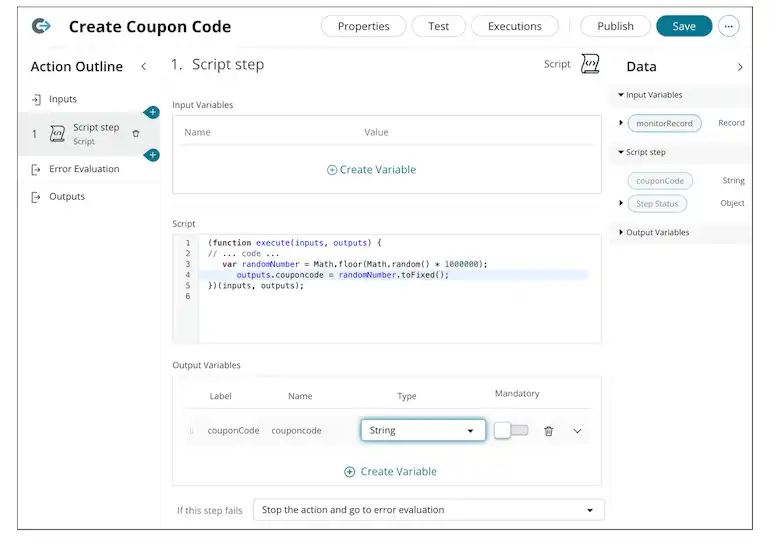 Create Coupon Code
Properties
Test
Executions
Publish
Save
Action Outline
Inputs
1
Script step
Script
Error Evaluation
Outputs
1. Script step
Script
Input Variables
Name Value
Create Variable
Script
1 (function execute(inputs, outputs) {
2 // ... code ...
3 var randomNumber = Math.floor(Math.random() * 1000000);
4 outputs.couponcode = randomNumber.toFixed();
5 })(inputs, outputs);
6
Output Variables
Label Name Type Mandatory
couponCode couponcode String
Create Variable
If this step fails Stop the action and go to error evaluation
Data
Input Variables
monitorRecord Record
Script step
couponCode String
Step Status Object
Output Variables